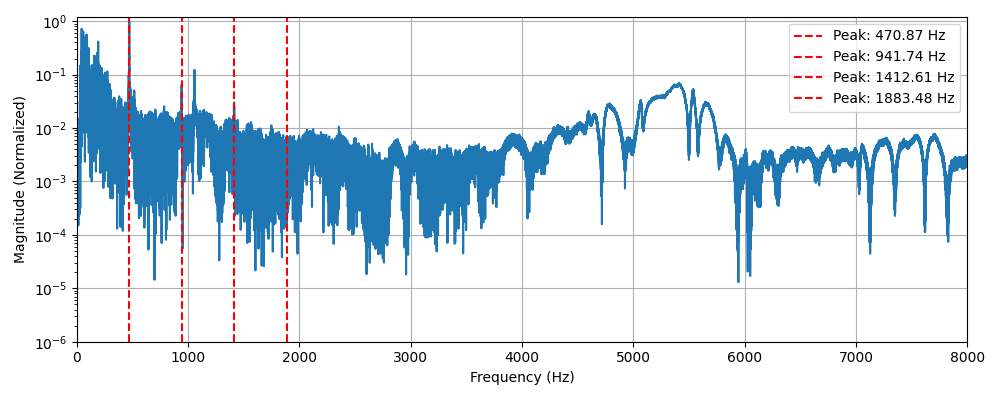 10⁰
10⁻¹
10⁻²
10⁻³
10⁻⁴
10⁻⁵
10⁻⁶
Magnitude (Normalized)
Peak: 470.87 Hz
Peak: 941.74 Hz
Peak: 1412.61 Hz
Peak: 1883.48 Hz
0 1000 2000 3000 4000 5000 6000 7000 8000
Frequency (Hz)